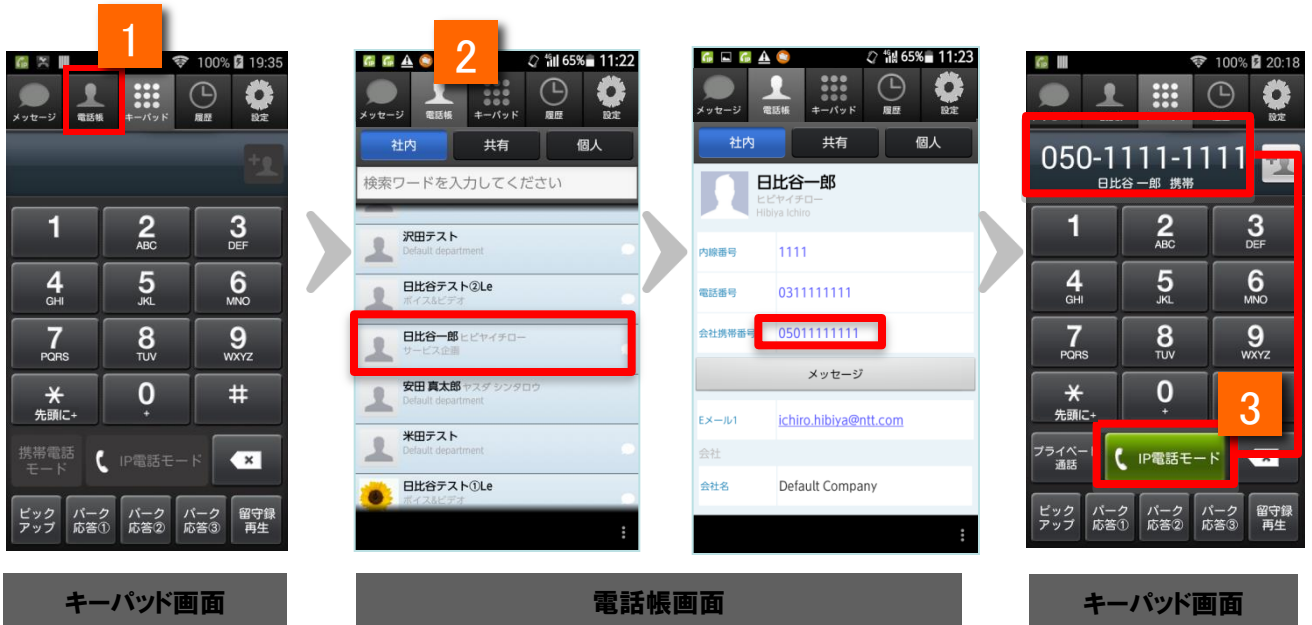 1
100% 19:35
メッセージ 電話帳 キーパッド 履歴 設定
1 2 3
ABC DEF
4 5 6
GHI JKL MNO
7 8 9
PQRS TUV WXYZ
* 0 #
先頭に+ +
携帯電話
モード
IP電話モード
ピック
アップ
パーク
応答①
パーク
応答②
パーク
応答③
留守録
再生
キーパッド画面
2
65% 11:22
メッセージ 電話帳 キーパッド 履歴 設定
社内 共有 個人
検索ワードを入力してください
沢田テスト
Default department
日比谷テスト②Le
ボイス&ビデオ
日比谷一郎 ヒビヤイチロー
サービス企画
安田 真太郎 ヤスダ シンタロウ
Default department
米田テスト
Default department
日比谷テスト①Le
ボイス&ビデオ
65% 11:23
メッセージ 電話帳 キーパッド 履歴 設定
社内 共有 個人
日比谷一郎
ヒビヤイチロー
Hibiya Ichiro
内線番号 1111
電話番号 0311111111
会社携帯番号 05011111111
メッセージ
Eメール1 ichiro.hibiya@ntt.com
会社
会社名 Default Company
電話帳画面
100% 20:18
設定
050-1111-1111
日比谷 一郎 携帯
1 2 3
ABC DEF
4 5 6
GHI JKL MNO
7 8 9
PQRS TUV WXYZ
* 0
先頭に+ +
3
プライベート
通話
IP電話モード
ピック
アップ
パーク
応答①
パーク
応答②
パーク
応答③
留守録
再生
キーパッド画面